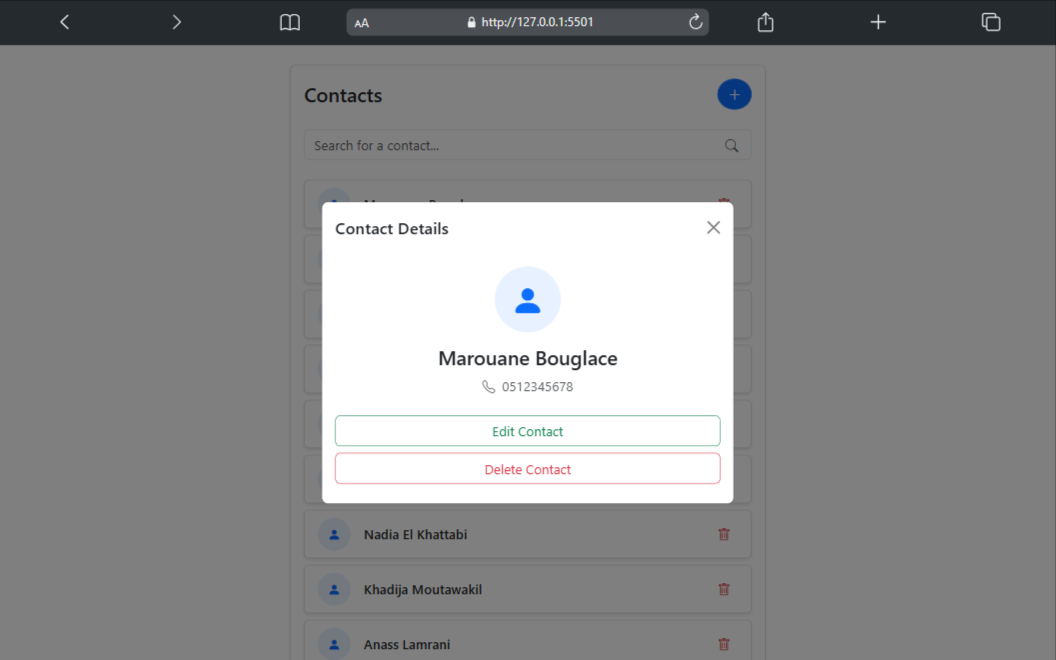 AA
http://127.0.0.1:5501
Contacts
Search for a contact...
Contact Details
Marouane Bouglace
0512345678
Edit Contact
Delete Contact
Nadia El Khattabi
Khadija Moutawakil
Anass Lamrani